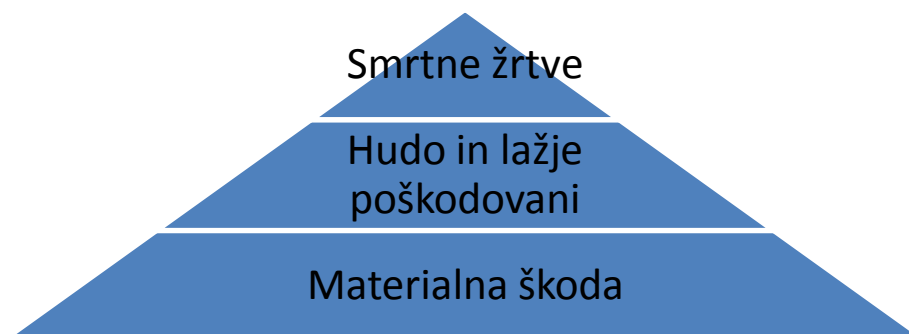 Smrtne žrtve
Hudo in lažje
poškodovani
Materialna škoda